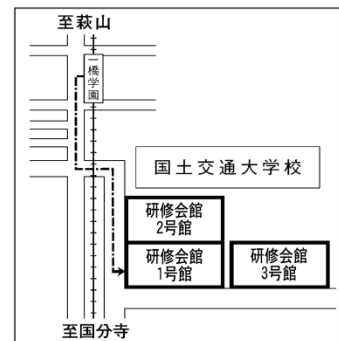 至萩山
一橋学園
国土交通大学校
研修会館
2号館
研修会館
1号館
研修会館
3号館
至国分寺